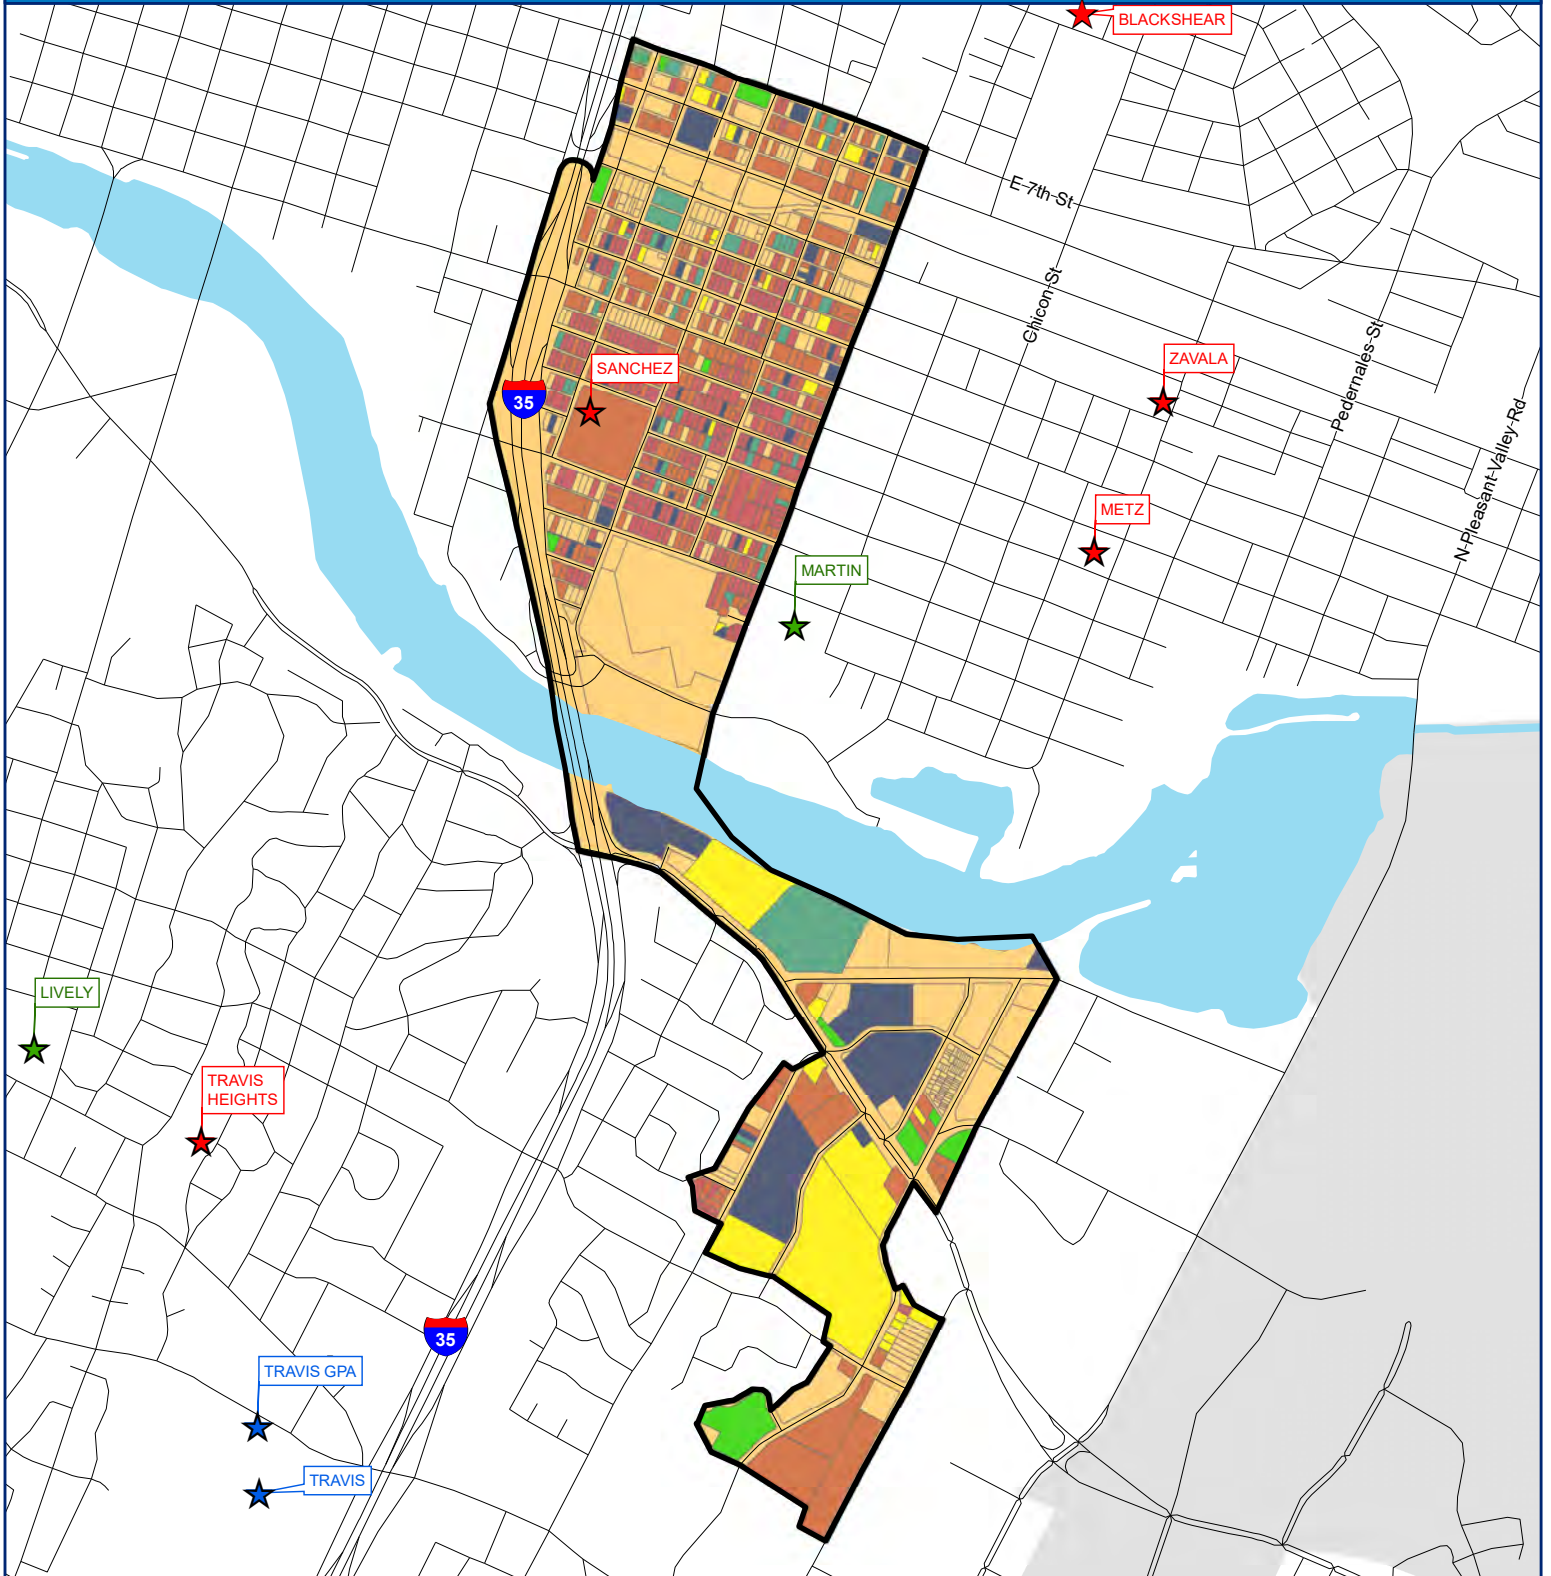 BLACKSHEAR
E 7th St
Chicon St
ZAVALA
SANCHEZ
35
Pedernales St
N Pleasant Valley Rd
METZ
MARTIN
LIVELY
TRAVIS
HEIGHTS
35
TRAVIS GPA
TRAVIS